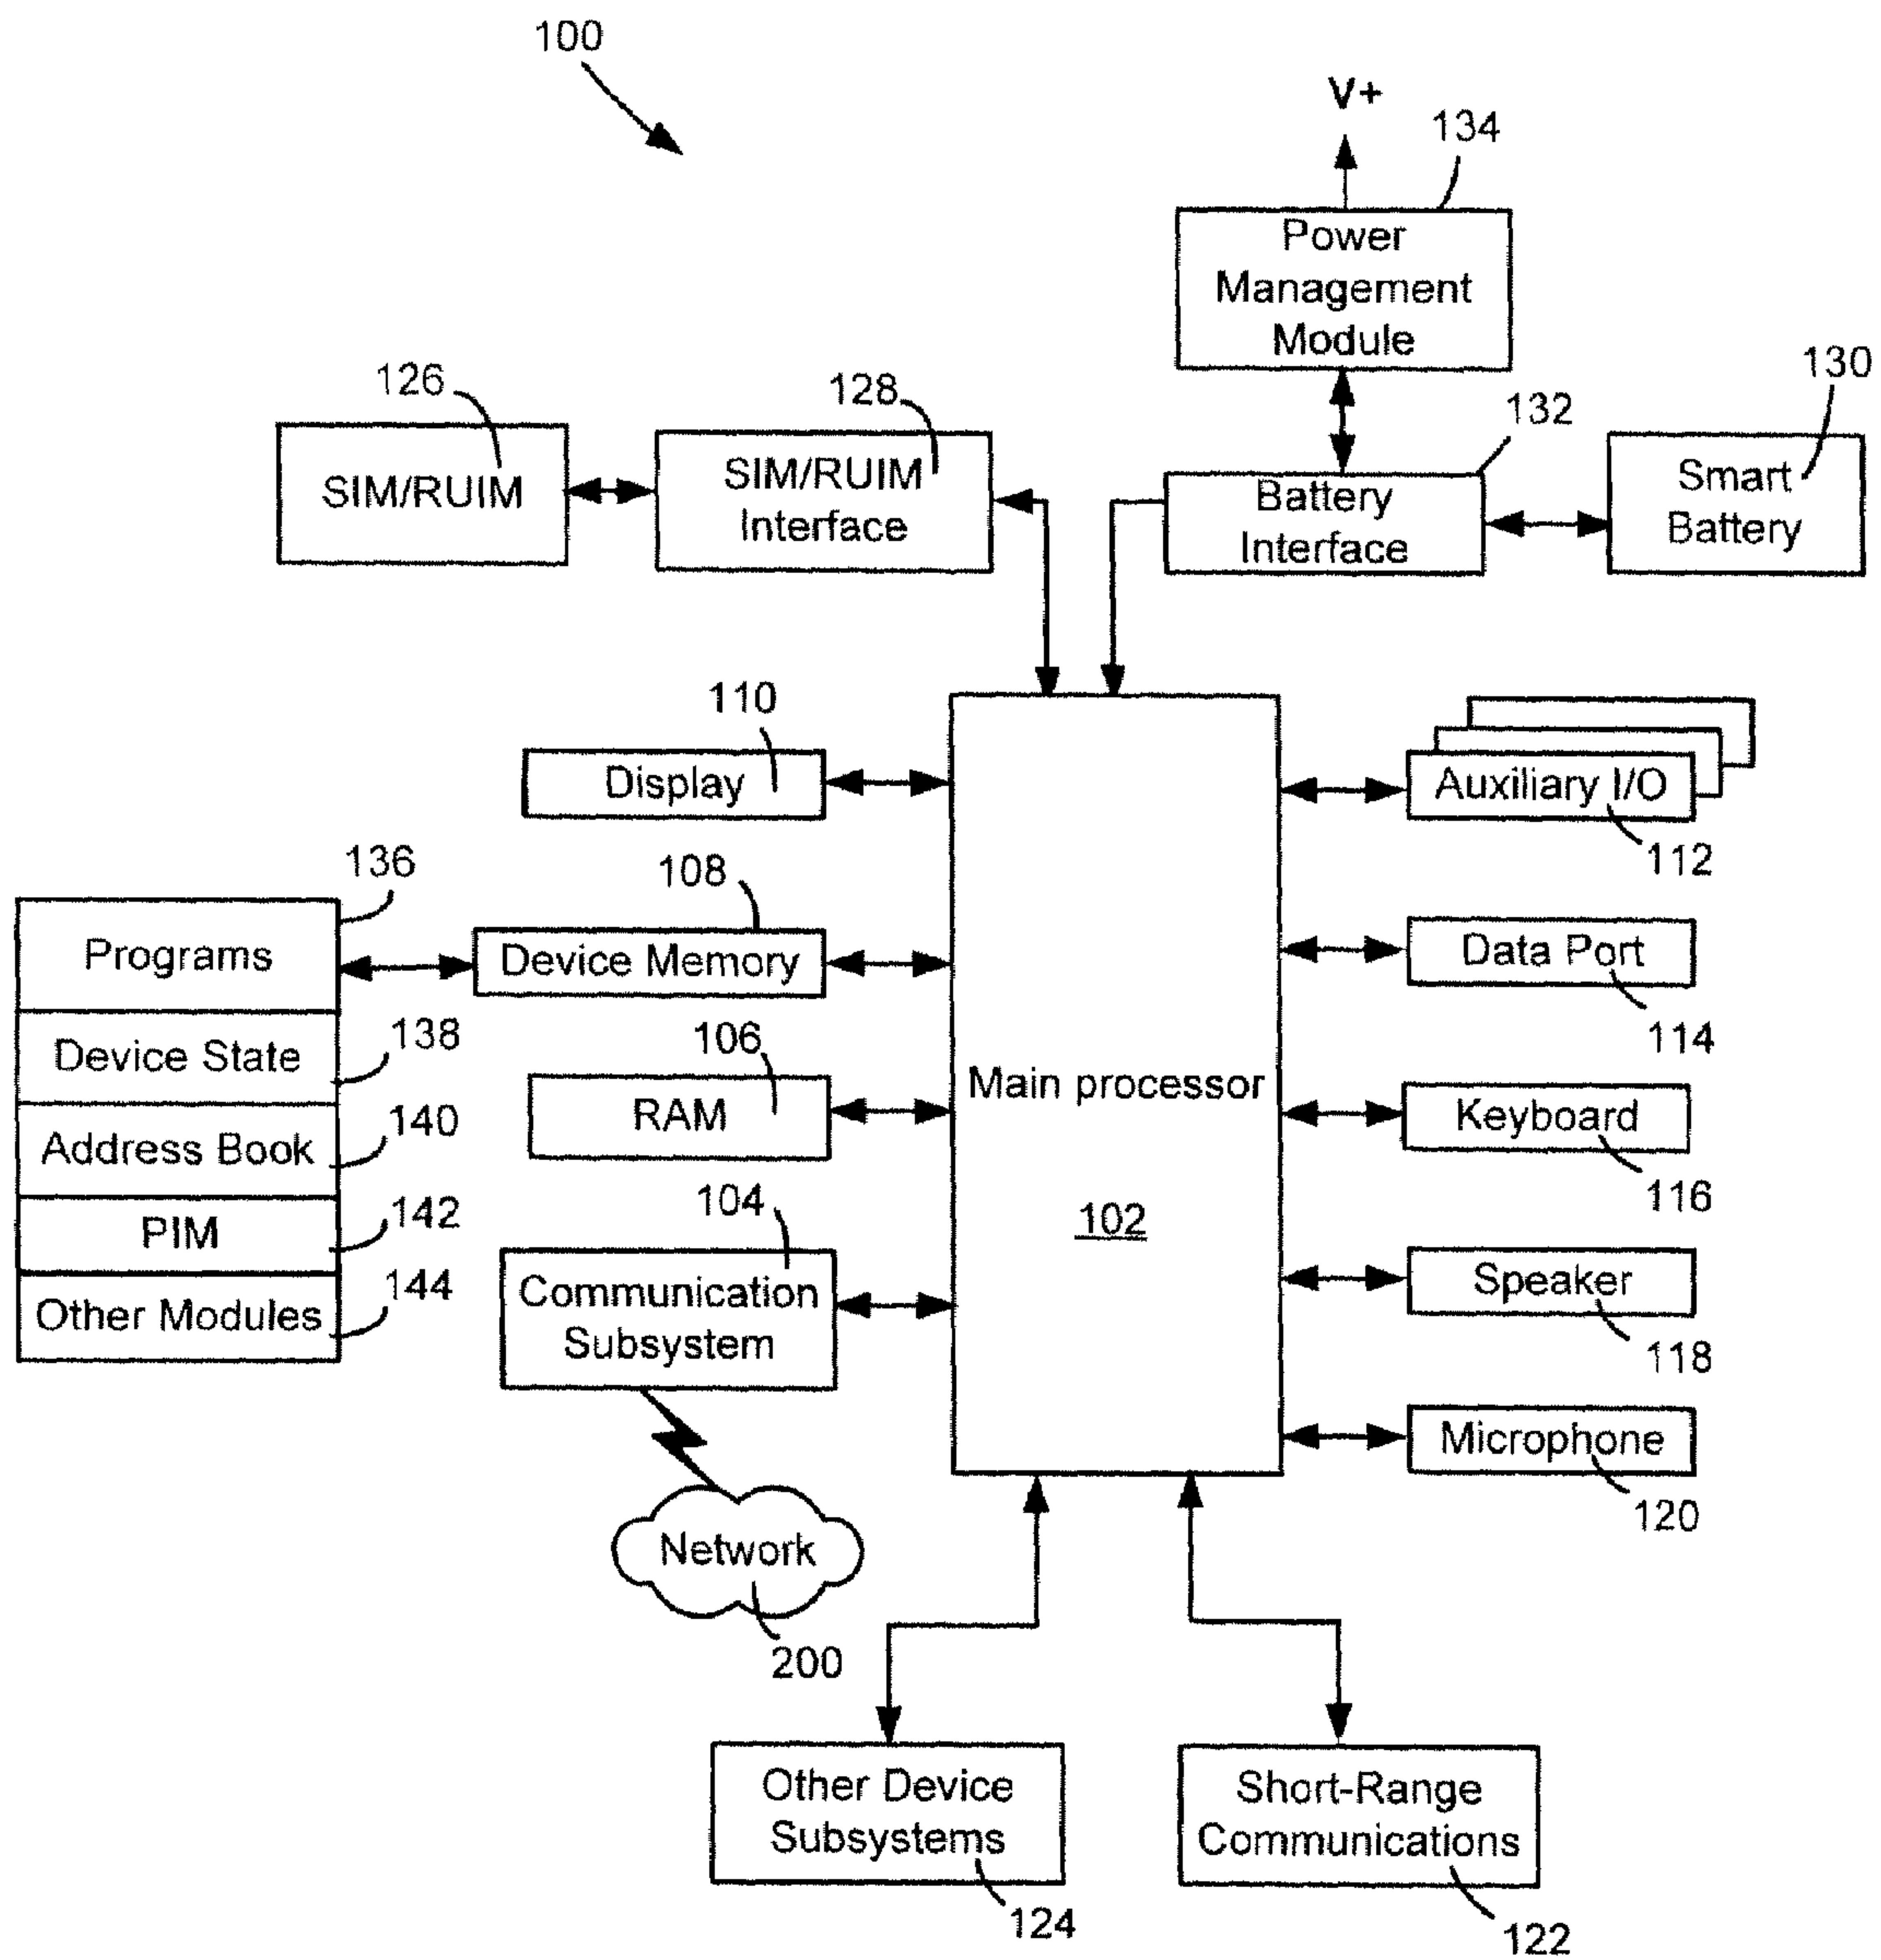 100
V+
134
Power
Management
Module
126
128
132
130
SIM/RUIM
SIM/RUIM
Interface
Battery
Interface
Smart
Battery
110
Display
Auxiliary I/O
112
136
108
Programs
Device Memory
Data Port
114
Device State
138
106
RAM
Main processor
102
Keyboard
116
Address Book
140
PIM
142
104
Communication
Subsystem
Speaker
118
Other Modules
144
Microphone
120
Network
200
Other Device
Subsystems
124
Short-Range
Communications
122